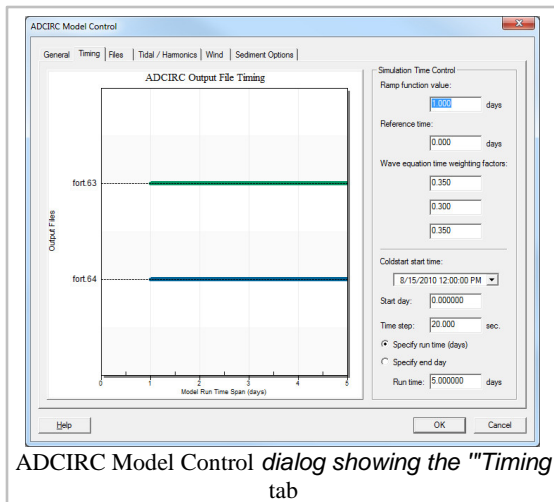 ADCIRC Model Control
General Timing Files Tidal / Harmonics Wind Sediment Options
ADCIRC Output File Timing
Output Files
fort.63
fort.64
0 1 2 3 4 5
Model Run Time Span (days)
Simulation Time Control
Ramp function value:
1.000 days
Reference time:
0.000 days
Wave equation time weighting factors:
0.350
0.300
0.350
Coldstart start time:
8/15/2010 12:00:00 PM
Start day: 0.000000
Time step: 20.000 sec.
Specify run time (days)
Specify end day
Run time: 5.000000 days
Help OK Cancel
ADCIRC Model Control dialog showing the '"Timing
tab